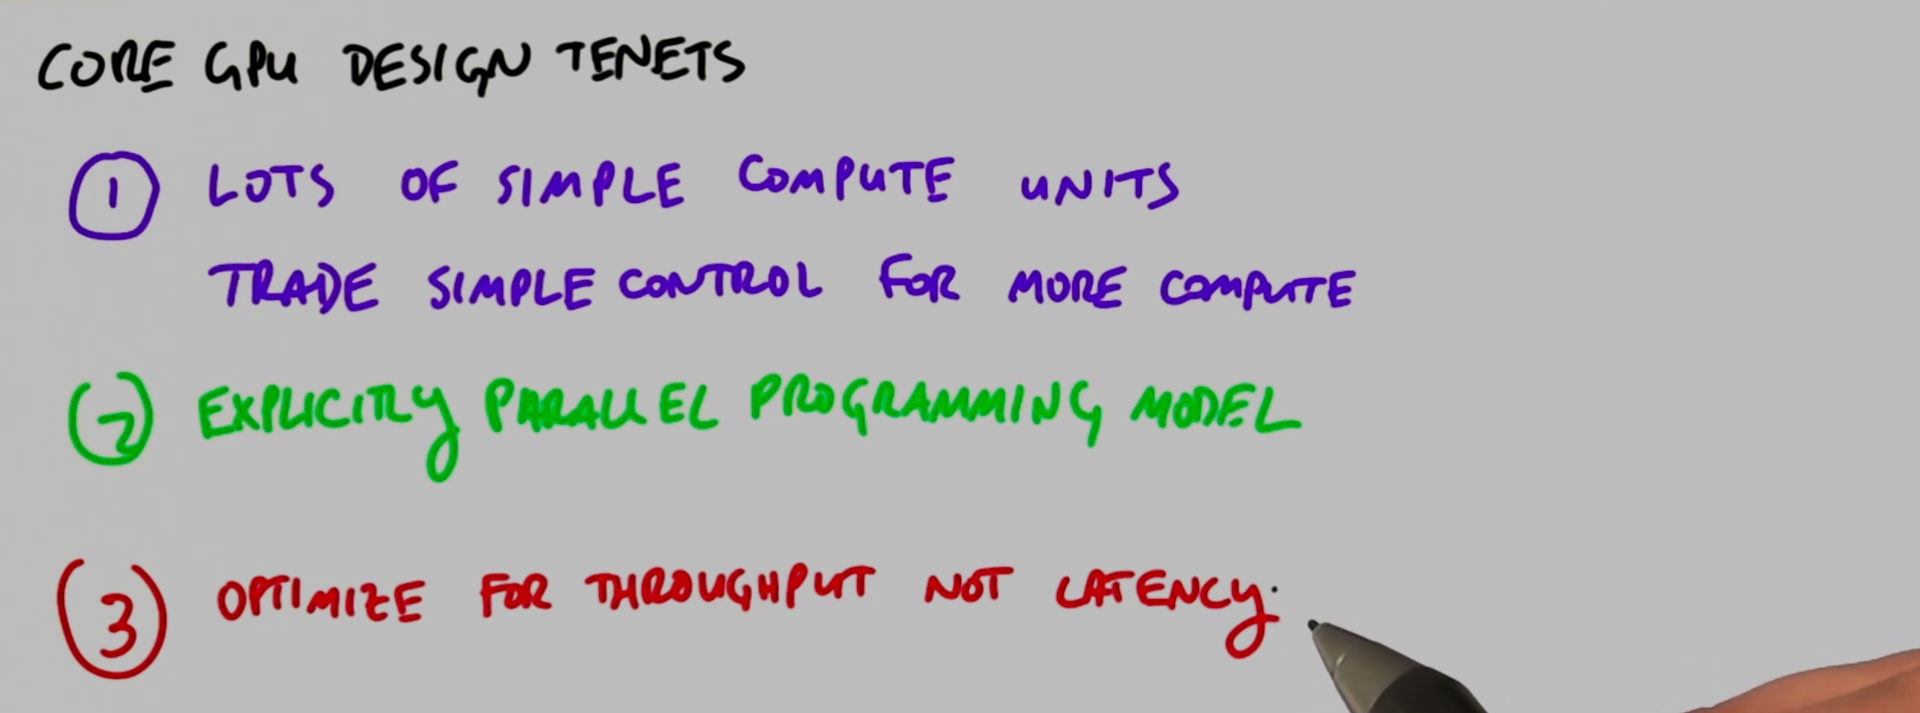 CORE GPU DESIGN TENETS
1 LOTS OF SIMPLE COMPUTE UNITS
TRADE SIMPLE CONTROL FOR MORE COMPUTE
2 EXPLICITLY PARALLEL PROGRAMMING MODEL
3 OPTIMIZE FOR THROUGHPUT NOT LATENCY.